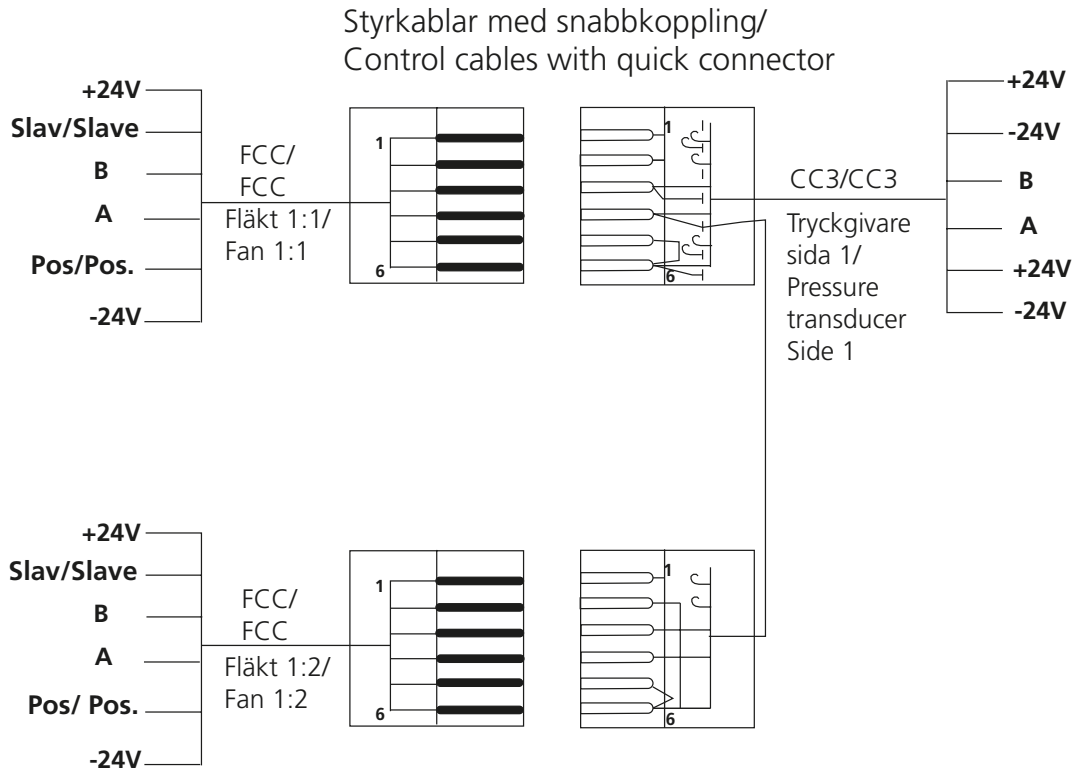 Styrkablar med snabbkoppling/
Control cables with quick connector
+24V
Slav/Slave
B
A
Pos/Pos.
-24V
FCC/
FCC
Fläkt 1:1/
Fan 1:1
1
6
1
6
CC3/CC3
Tryckgivare
sida 1/
Pressure
transducer
Side 1
+24V
-24V
B
A
+24V
-24V
+24V
Slav/Slave
B
A
Pos/ Pos.
-24V
FCC/
FCC
Fläkt 1:2/
Fan 1:2
1
6
1
6